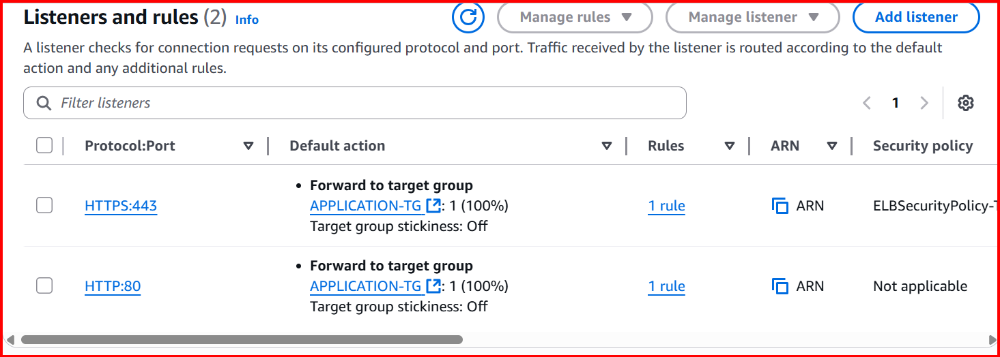 Listeners and rules (2) Info
Manage rules
Manage listener
Add listener
A listener checks for connection requests on its configured protocol and port. Traffic received by the listener is routed according to the default
action and any additional rules.
Filter listeners
1
Protocol:Port Default action Rules ARN Security policy
Forward to target group
HTTPS:443 APPLICATION-TG : 1 (100%) 1 rule ARN ELBSecurityPolicy-
Target group stickiness: Off
Forward to target group
HTTP:80 APPLICATION-TG : 1 (100%) 1 rule ARN Not applicable
Target group stickiness: Off